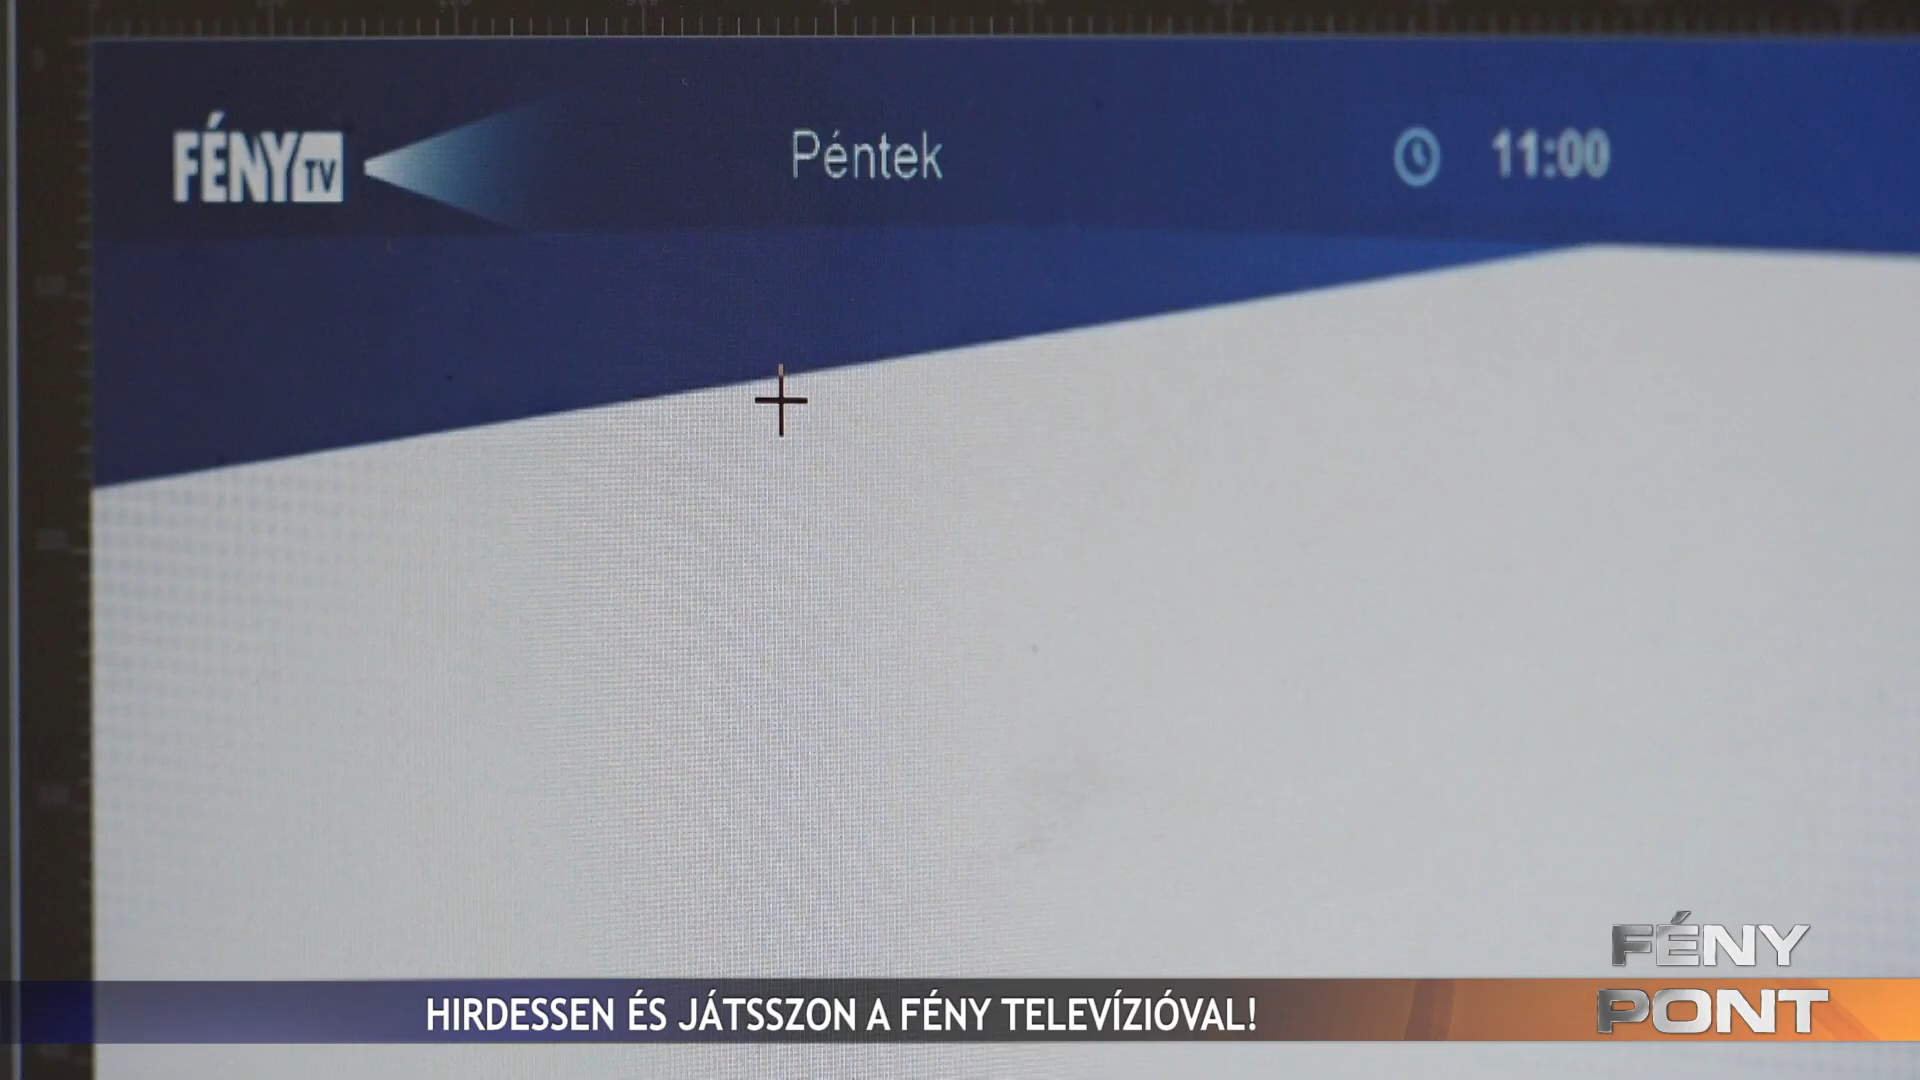 FÉNY TV
Péntek
11:00
FÉNY
PONT
HIRDESSEN ÉS JÁTSSZON A FÉNY TELEVÍZIÓVAL!